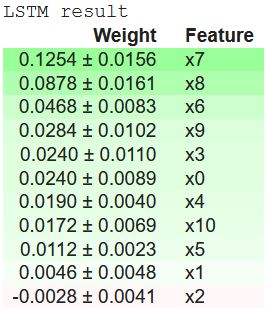 LSTM result
Weight Feature
0.1254 ± 0.0156 x7
0.0878 ± 0.0161 x8
0.0468 ± 0.0083 x6
0.0284 ± 0.0102 x9
0.0240 ± 0.0110 x3
0.0240 ± 0.0089 x0
0.0190 ± 0.0040 x4
0.0172 ± 0.0069 x10
0.0112 ± 0.0023 x5
0.0046 ± 0.0048 x1
-0.0028 ± 0.0041 x2